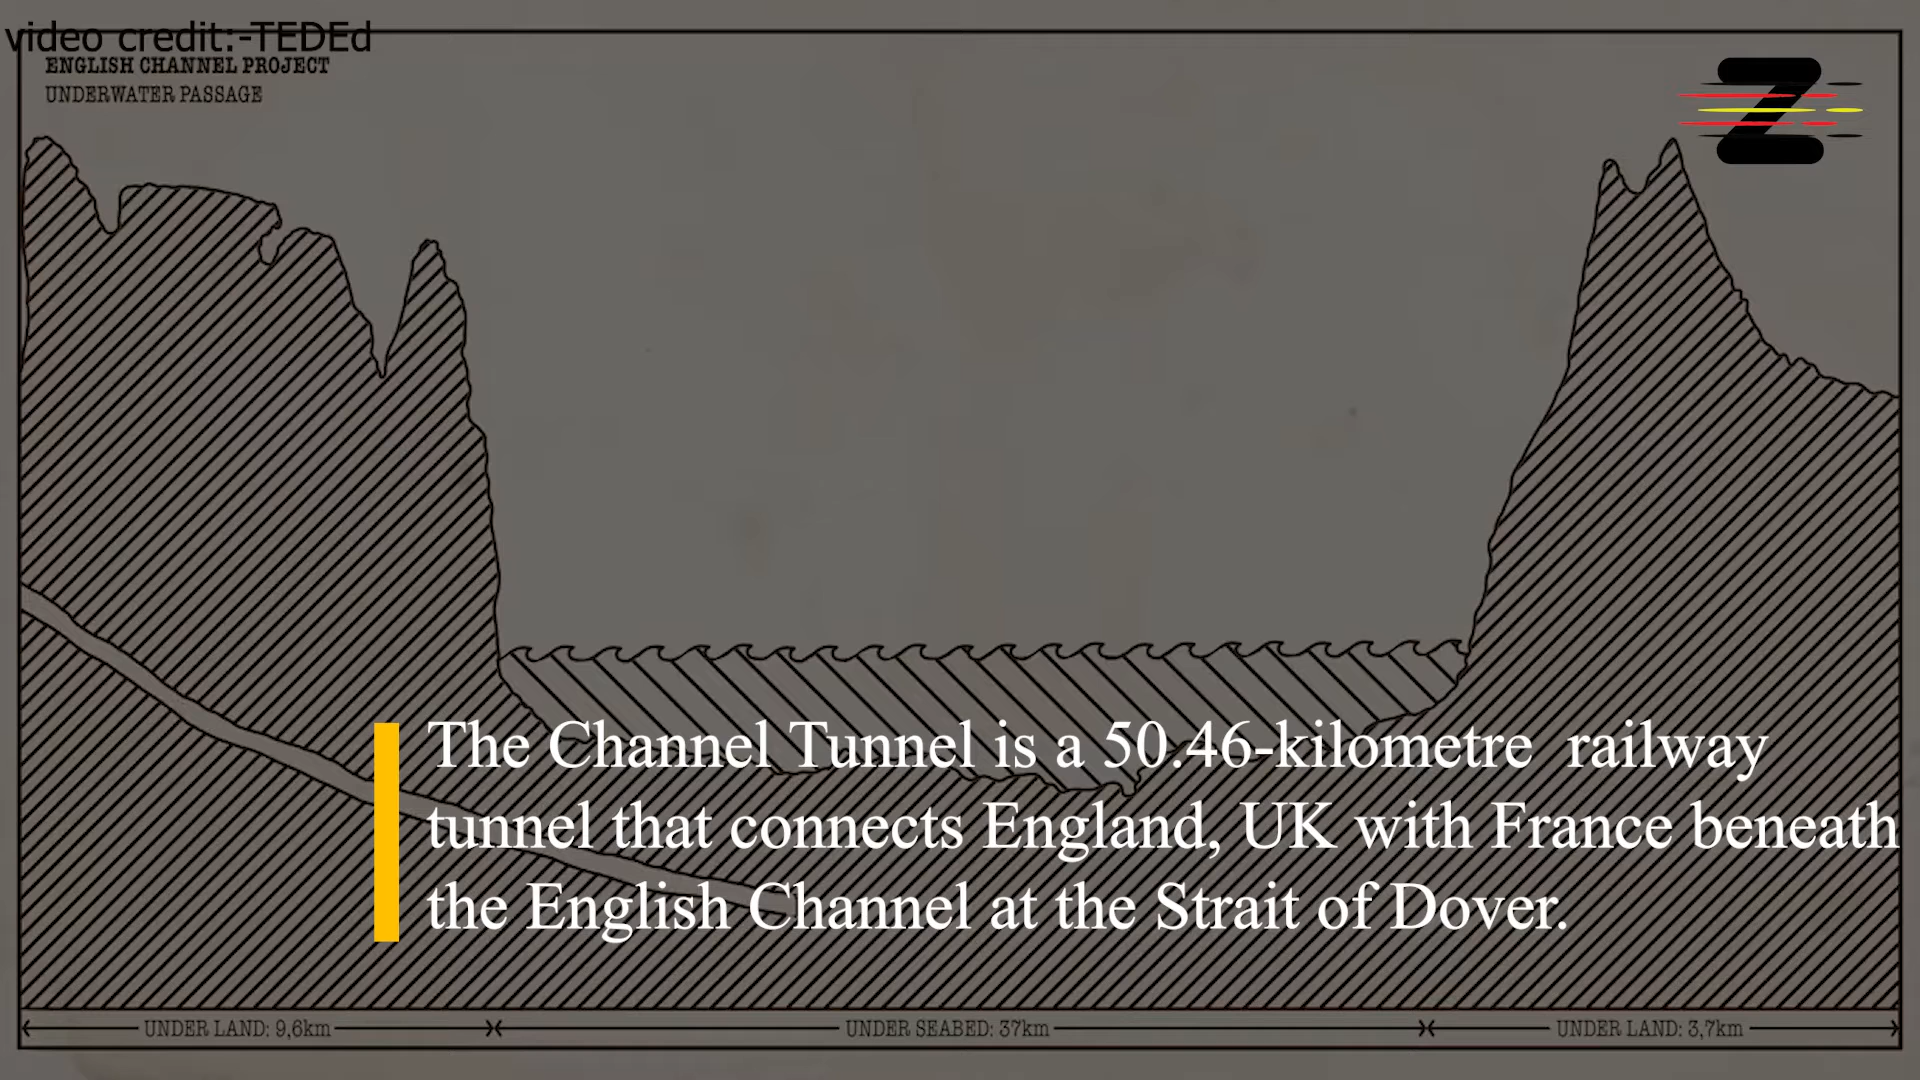 video credit:-TEDEd
ENGLISH CHANNEL PROJECT
UNDERWATER PASSAGE
Z
The Channel Tunnel is a 50.46-kilometre railway
tunnel that connects England, UK with France beneath
the English Channel at the Strait of Dover.
UNDER LAND: 9,6km
UNDER SEABED: 37km
UNDER LAND: 3,7km